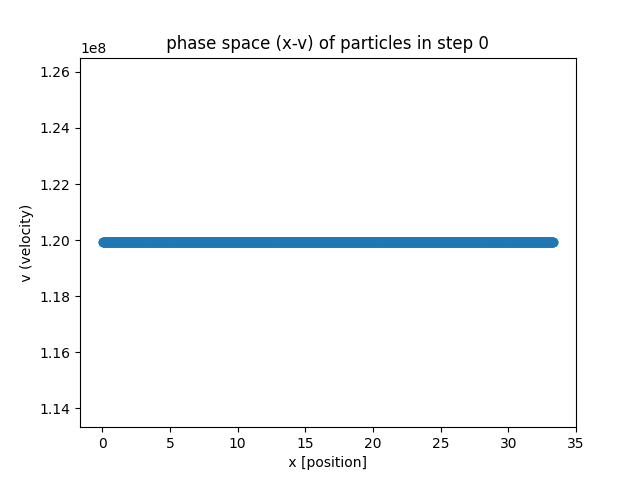 phase space (x-v) of particles in step 0
1e8
1.26
1.24
1.22
1.20
1.18
1.16
1.14
v (velocity)
0 5 10 15 20 25 30 35
x [position]